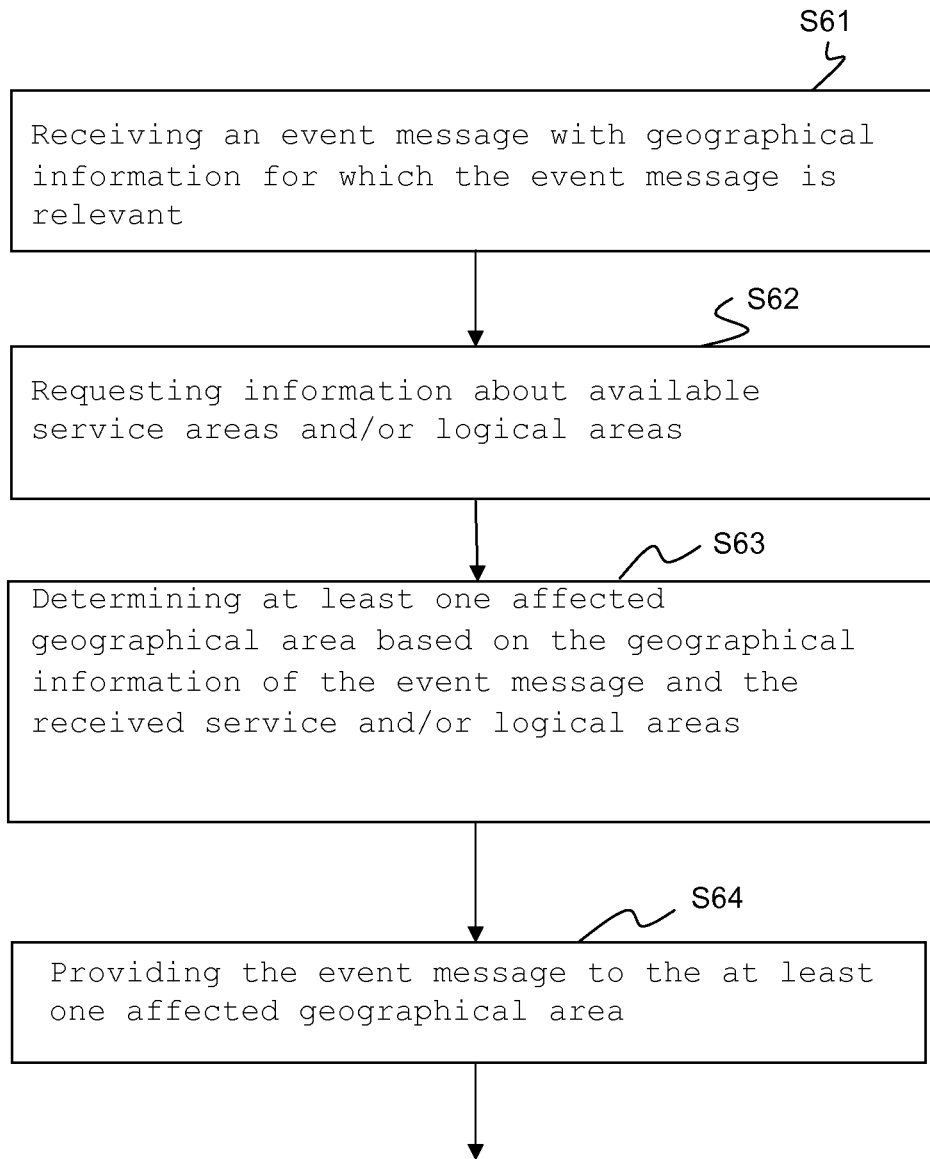 S61
Receiving an event message with geographical
information for which the event message is
relevant
S62
Requesting information about available
service areas and/or logical areas
S63
Determining at least one affected
geographical area based on the geographical
information of the event message and the
received service and/or logical areas
S64
Providing the event message to the at least
one affected geographical area